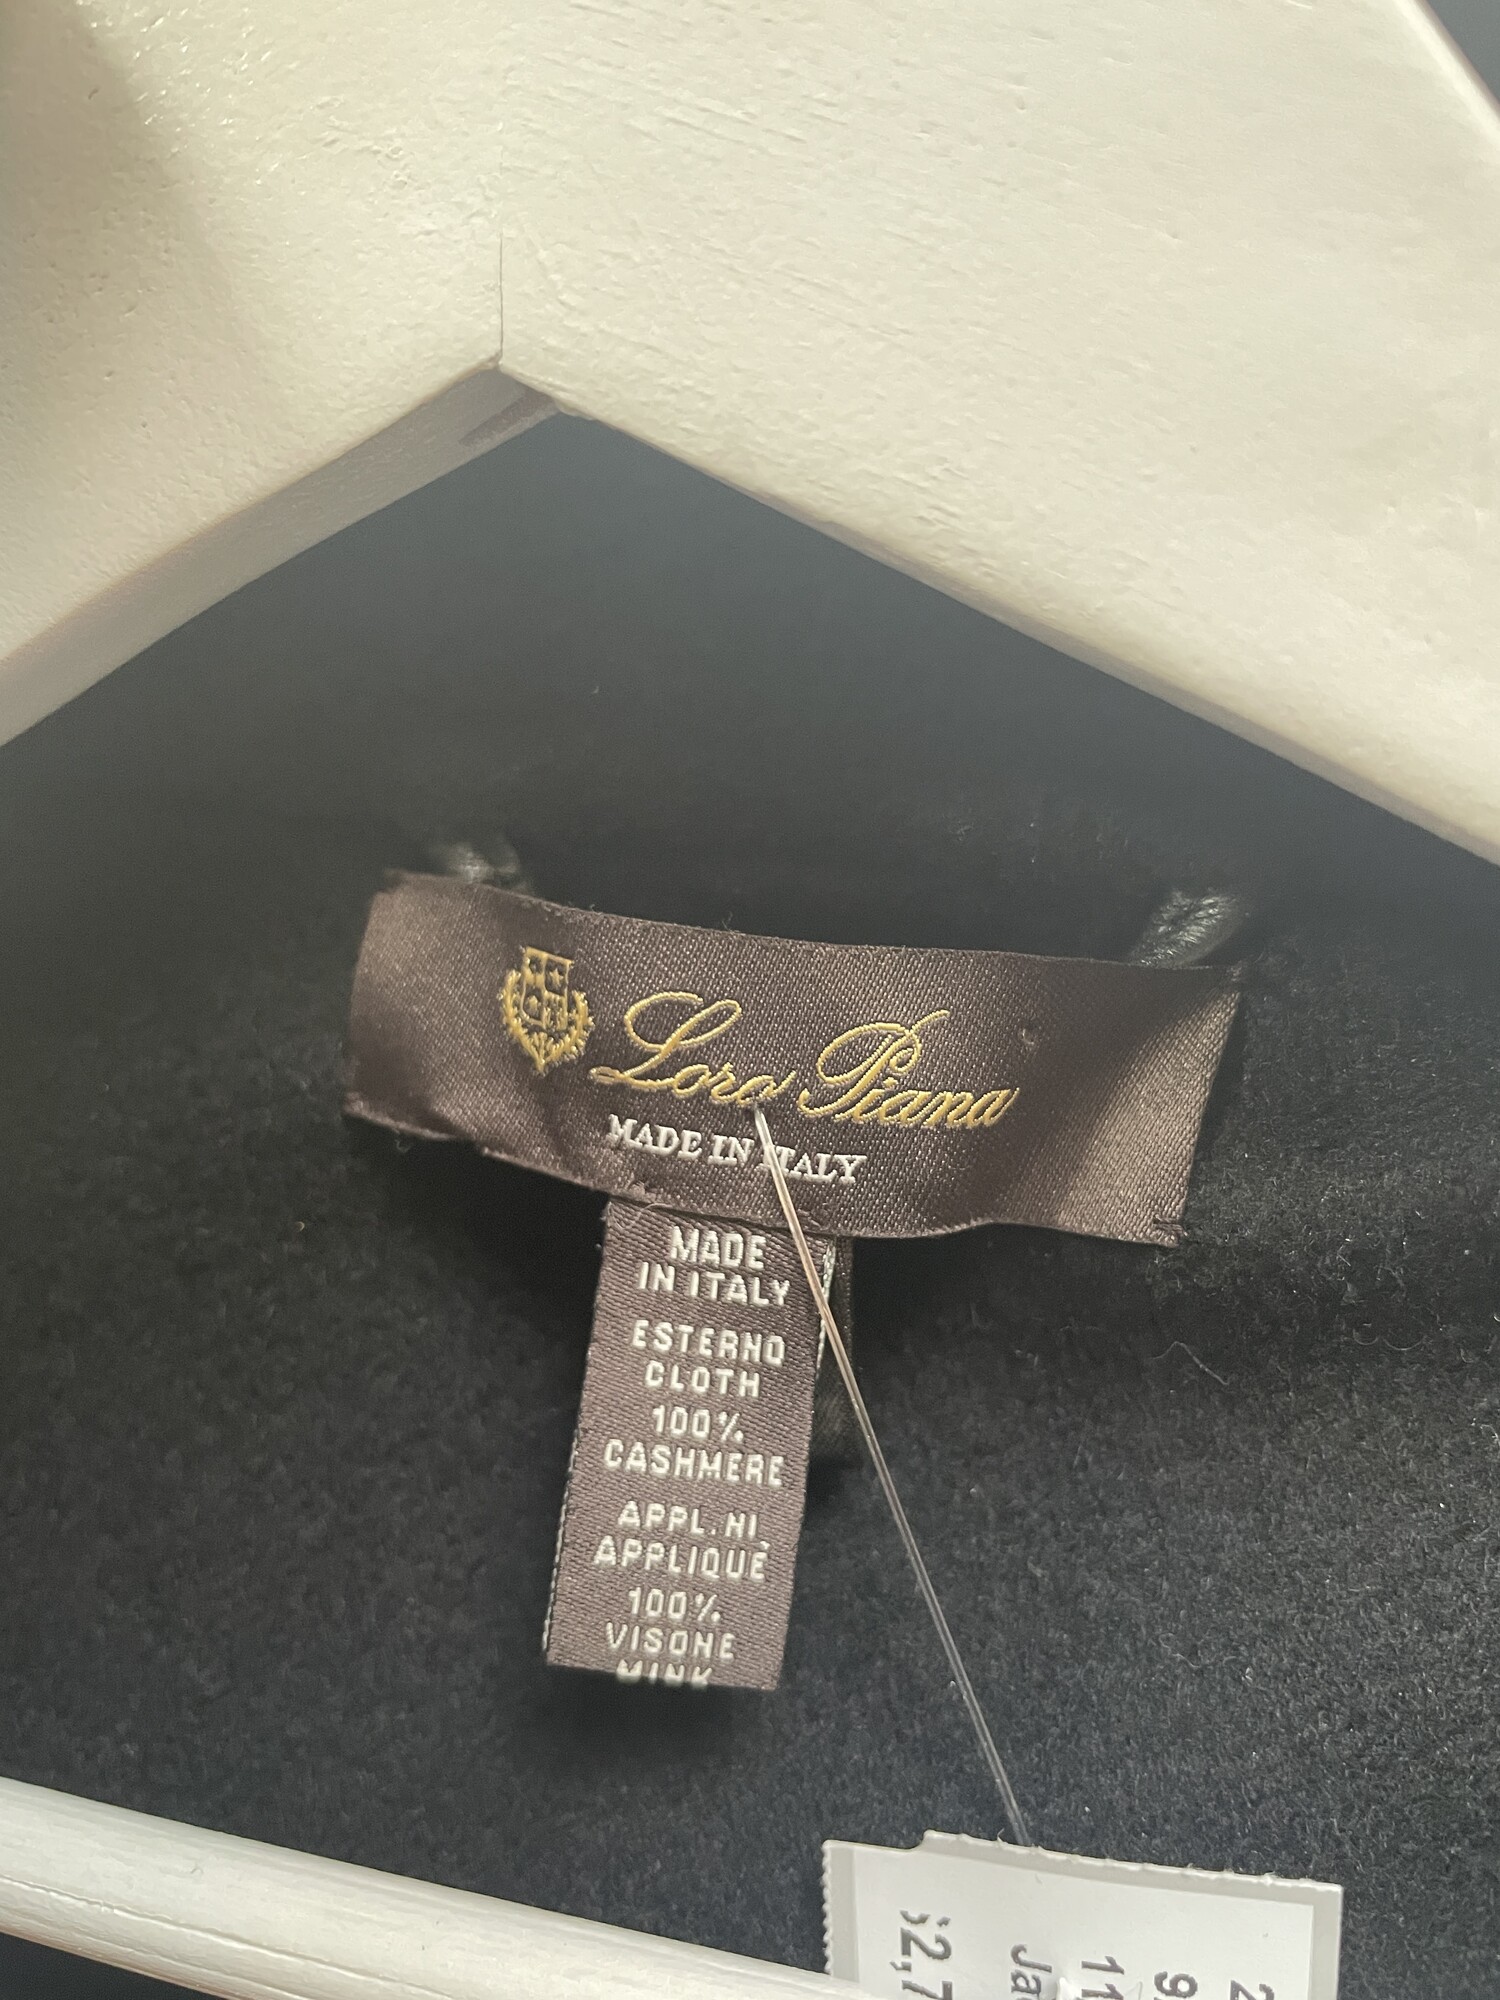 Loro Piana
MADE IN ITALY
MADE
IN ITALY
ESTERNO
CLOTH
100%
CASHMERE
APPL.NI
APPLIQUÉ
100%
VISONE
MINK